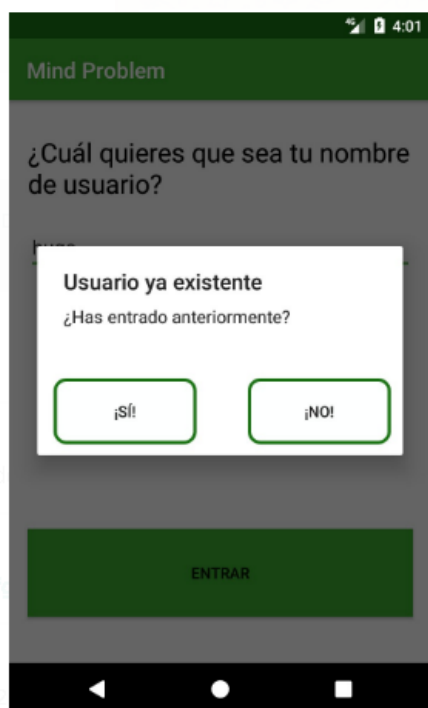 4G 4:01
Mind Problem
¿Cuál quieres que sea tu nombre
de usuario?
Usuario ya existente
¿Has entrado anteriormente?
¡SÍ! ¡NO!
ENTRAR